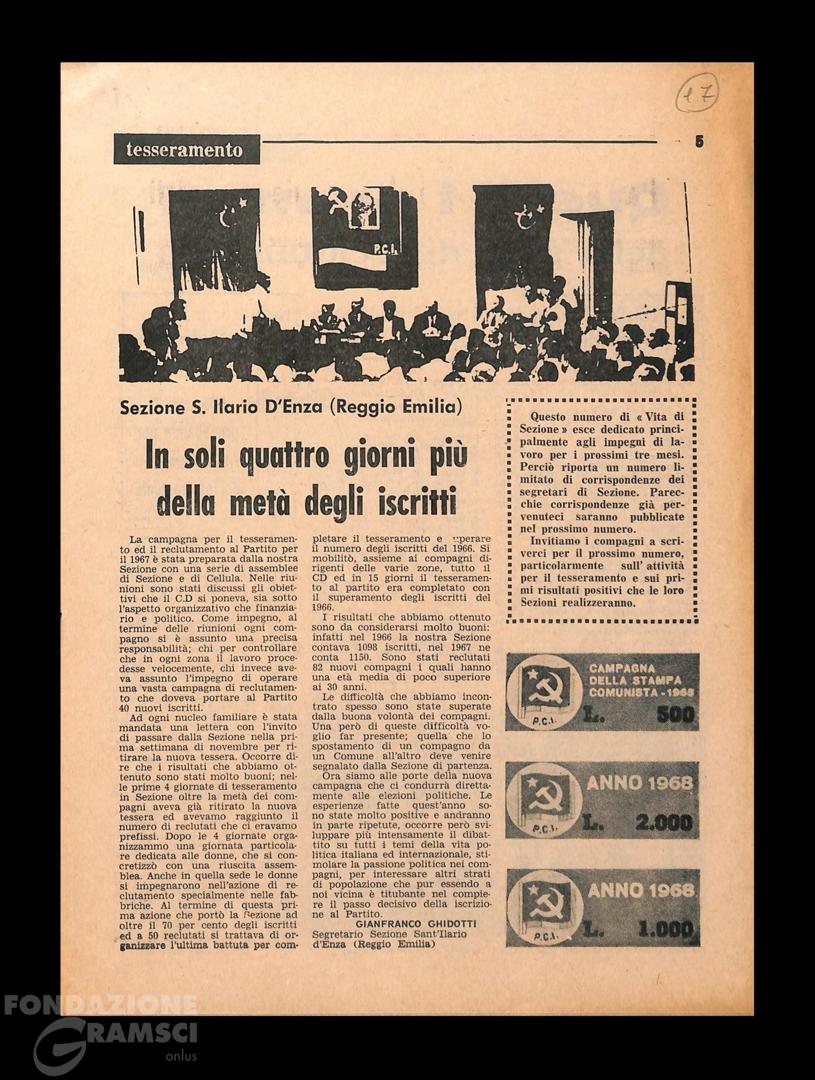 17
tesseramento
5
P.C.I.
Sezione S. Ilario D'Enza (Reggio Emilia)
In soli quattro giorni più
della metà degli iscritti
La campagna per il tesseramen-
to ed il reclutamento al Partito per
il 1967 è stata preparata dalla nostra
Sezione con una serie di assemblee
di Sezione e di Cellula. Nelle riu-
nioni sono stati discussi gli obiet-
tivi che il C.D si poneva, sia sotto
l'aspetto organizzativo che finanzia-
rio e politico. Come impegno, al
termine delle riunioni ogni com-
pagno si è assunto una precisa
responsabilità; chi per controllare
che in ogni zona il lavoro proce-
desse velocemente, chi invece ave-
va assunto l'impegno di operare
una vasta campagna di reclutamen-
to che doveva portare al Partito
40 nuovi iscritti.
Ad ogni nucleo familiare è stata
mandata una lettera con l'invito
di passare dalla Sezione nella pri-
ma settimana di novembre per ri-
tirare la nuova tessera. Occorre di-
re che i risultati che abbiamo ot-
tenuto sono stati molto buoni; nel-
le prime 4 giornate di tesseramento
in Sezione oltre la metà dei com-
pagni aveva già ritirato la nuova
tessera ed avevamo raggiunto il
numero di reclutati che ci eravamo
prefissi. Dopo le 4 giornate orga-
nizzammo una giornata particola-
re dedicata alle donne, che si con-
cretizzò con una riuscita assem-
blea. Anche in quella sede le donne
si impegnarono nell'azione di re-
clutamento specialmente nelle fab-
briche. Al termine di questa pri-
ma azione che portò la Sezione ad
oltre il 70 per cento degli iscritti
ed a 50 reclutati si trattava di or-
ganizzare l'ultima battuta per com-
pletare il tesseramento e superare
il numero degli iscritti del 1966. Si
mobilitò, assieme ai compagni di-
rigenti delle varie zone, tutto il
CD ed in 15 giorni il tesseramen-
to al partito era completato con
il superamento degli iscritti del
1966.
I risultati che abbiamo ottenuto
sono da considerarsi molto buoni:
infatti nel 1966 la nostra Sezione
contava 1098 iscritti, nel 1967 ne
conta 1150. Sono stati reclutati
82 nuovi compagni i quali hanno
una età media di poco superiore
ai 30 anni.
Le difficoltà che abbiamo incon-
trato spesso sono state superate
dalla buona volontà dei compagni.
Una però di queste difficoltà vo-
glio far presente; quella che lo
spostamento di un compagno da
un Comune all'altro deve venire
segnalato dalla Sezione di partenza.
Ora siamo alle porte della nuova
campagna che ci condurrà diretta-
mente alle elezioni politiche. Le
esperienze fatte quest'anno so-
no state molto positive e andranno
in parte ripetute, occorre però svi-
luppare più intensamente il dibat-
tito su tutti i temi della vita po-
litica italiana ed internazionale, sti-
molare la passione politica nei com-
pagni, per interessare altri strati
di popolazione che pur essendo a
noi vicina è titubante nel compie-
re il passo decisivo della iscrizio-
ne al Partito.
GIANFRANCO GHIDOTTI
Segretario Sezione Sant'Ilario
d'Enza (Reggio Emilia)
Questo numero di « Vita di
Sezione » esce dedicato princi-
palmente agli impegni di la-
voro per i prossimi tre mesi.
Perciò riporta un numero li-
mitato di corrispondenze dei
segretari di Sezione. Parec-
chie corrispondenze già per-
venuteci saranno pubblicate
nel prossimo numero.
Invitiamo i compagni a scri-
verci per il prossimo numero,
particolarmente sull'attività
per il tesseramento e sui pri-
mi risultati positivi che le loro
Sezioni realizzeranno.
CAMPAGNA
DELLA STAMPA
COMUNISTA - 1968
P.C.I.
L. 500
ANNO 1968
P.C.I.
L. 2.000
ANNO 1968
P.C.I.
L. 1.000
FONDAZIONE
GRAMSCI
onlus